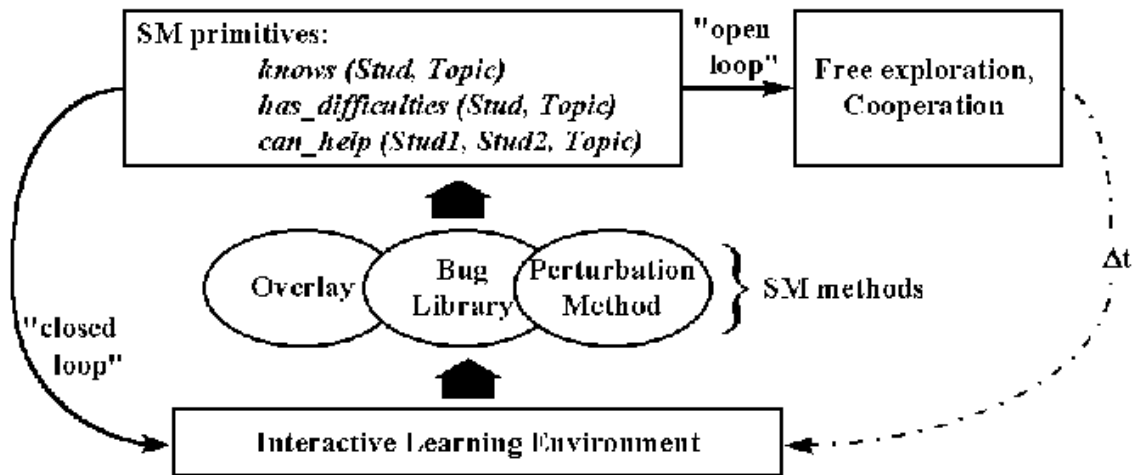 SM primitives:
knows (Stud, Topic)
has_difficulties (Stud, Topic)
can_help (Stud1, Stud2, Topic)
"open
loop"
Free exploration,
Cooperation
Overlay
Bug
Library
Perturbation
Method
SM methods
Δt
"closed
loop"
Interactive Learning Environment